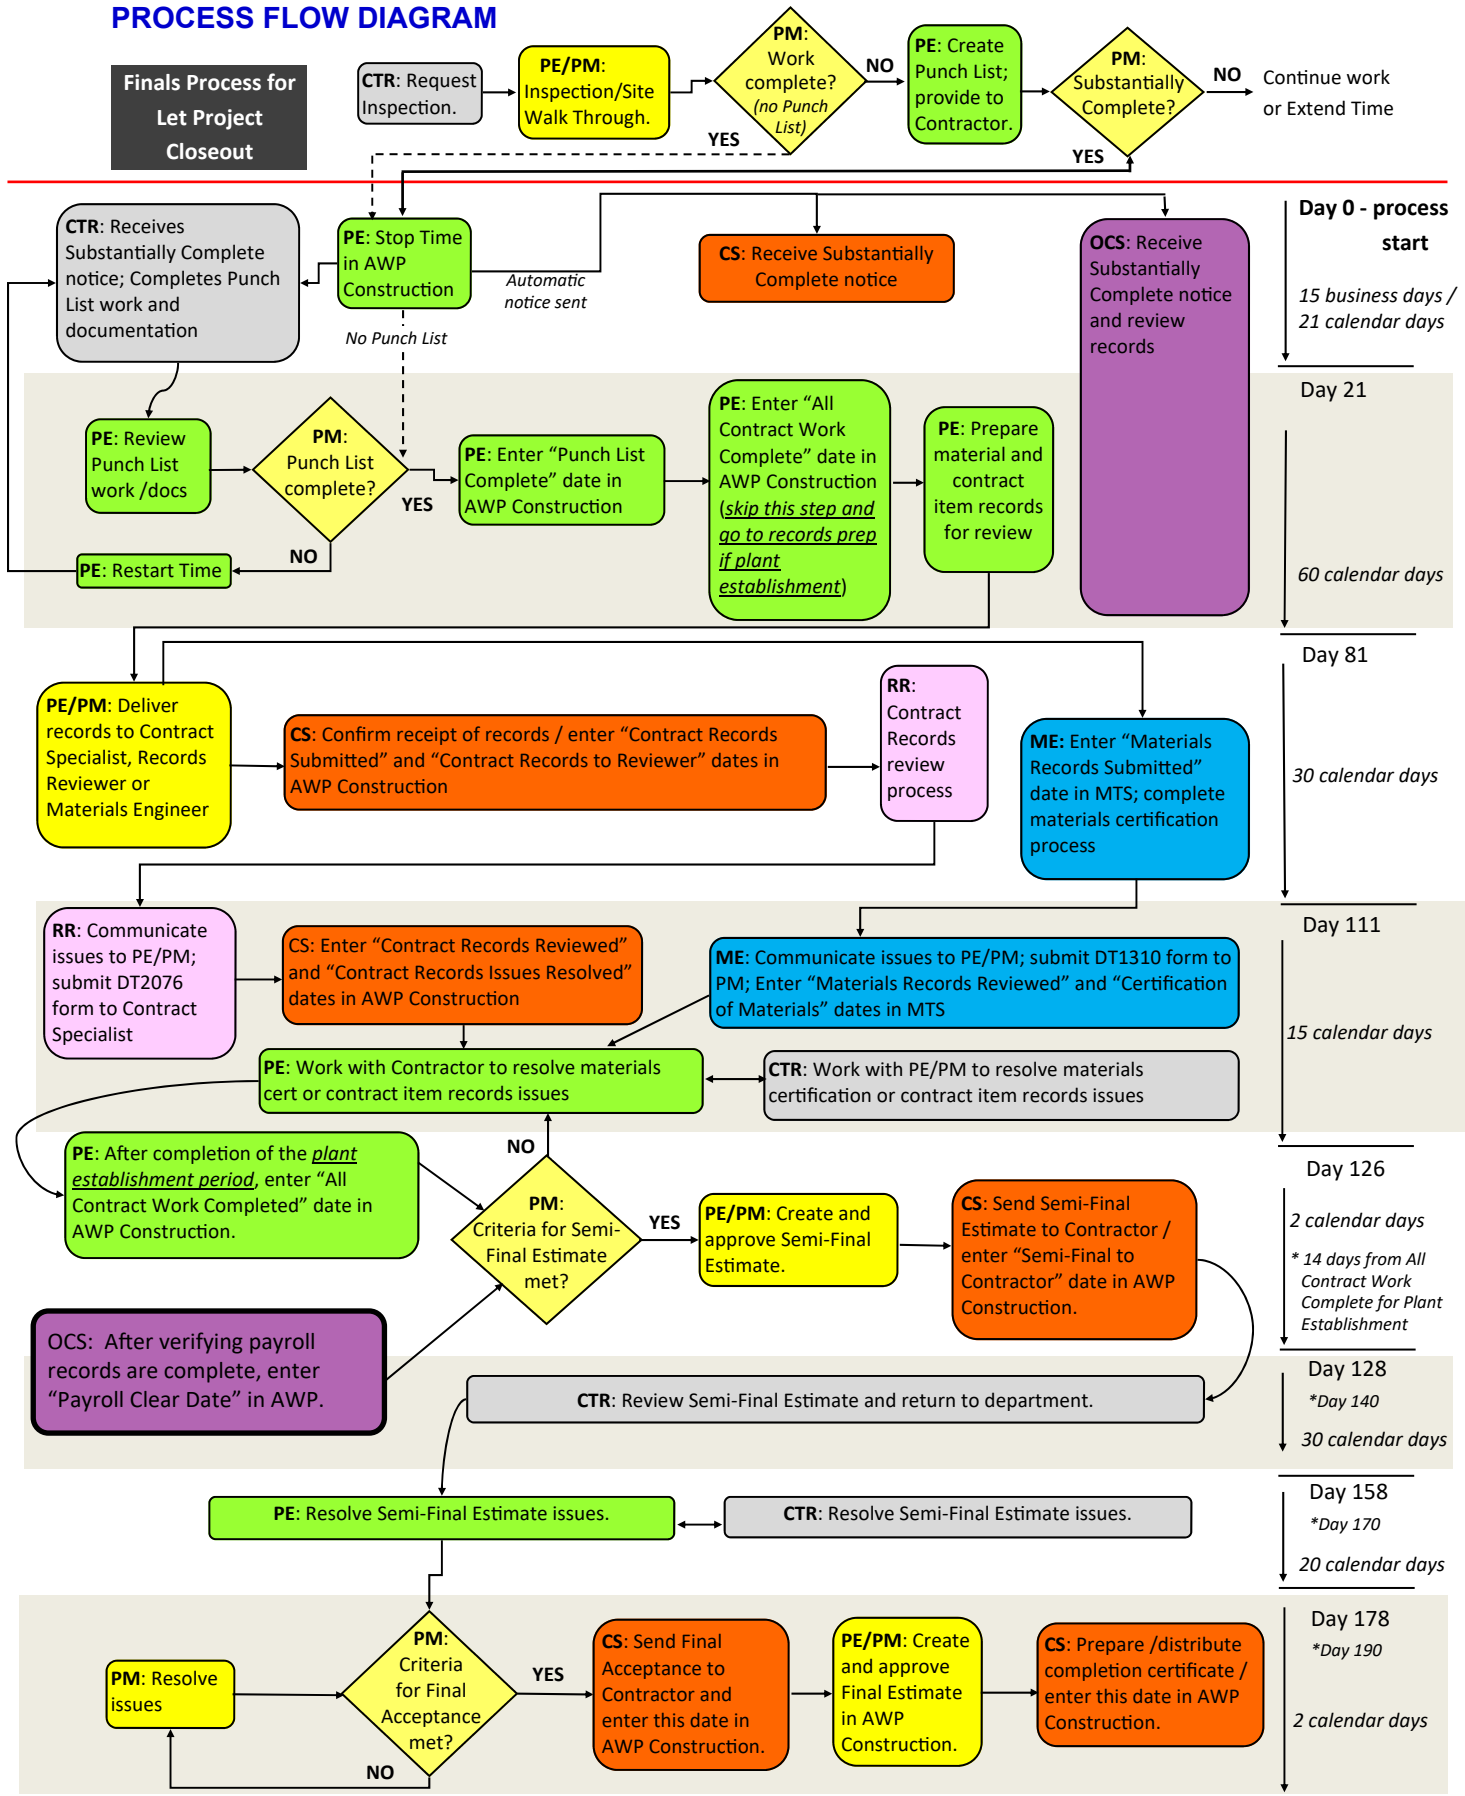 PROCESS FLOW DIAGRAM
Finals Process for
Let Project
Closeout
CTR: Request
Inspection.
PE/PM:
Inspection/Site
Walk Through.
PM:
Work
complete?
(no Punch
List)
NO
YES
PE: Create
Punch List;
provide to
Contractor.
PM:
Substantially
Complete?
NO
YES
Continue work
or Extend Time
CTR: Receives
Substantially Complete
notice; Completes Punch
List work and
documentation
PE: Stop Time
in AWP
Construction
Automatic
notice sent
No Punch List
CS: Receive Substantially
Complete notice
OCS: Receive
Substantially
Complete notice
and review
records
Day 0 - process
start
15 business days /
21 calendar days
Day 21
PE: Review
Punch List
work /docs
PM:
Punch List
complete?
YES
NO
PE: Restart Time
PE: Enter “Punch List
Complete” date in
AWP Construction
PE: Enter “All
Contract Work
Complete” date in
AWP Construction
(skip this step and
go to records prep
if plant
establishment)
PE: Prepare
material and
contract
item records
for review
60 calendar days
Day 81
PE/PM: Deliver
records to Contract
Specialist, Records
Reviewer or
Materials Engineer
CS: Confirm receipt of records / enter “Contract Records
Submitted” and “Contract Records to Reviewer” dates in
AWP Construction
RR:
Contract
Records
review
process
ME: Enter “Materials
Records Submitted”
date in MTS; complete
materials certification
process
30 calendar days
Day 111
RR: Communicate
issues to PE/PM;
submit DT2076
form to Contract
Specialist
CS: Enter “Contract Records Reviewed”
and “Contract Records Issues Resolved”
dates in AWP Construction
ME: Communicate issues to PE/PM; submit DT1310 form to
PM; Enter “Materials Records Reviewed” and “Certification
of Materials” dates in MTS
15 calendar days
PE: Work with Contractor to resolve materials
cert or contract item records issues
CTR: Work with PE/PM to resolve materials
certification or contract item records issues
Day 126
PE: After completion of the plant
establishment period, enter “All
Contract Work Completed” date in
AWP Construction.
NO
PM:
Criteria for Semi-
Final Estimate
met?
YES
PE/PM: Create and
approve Semi-Final
Estimate.
CS: Send Semi-Final
Estimate to Contractor /
enter “Semi-Final to
Contractor” date in AWP
Construction.
2 calendar days
* 14 days from All
Contract Work
Complete for Plant
Establishment
OCS: After verifying payroll
records are complete, enter
“Payroll Clear Date” in AWP.
Day 128
*Day 140
30 calendar days
CTR: Review Semi-Final Estimate and return to department.
Day 158
*Day 170
20 calendar days
PE: Resolve Semi-Final Estimate issues.
CTR: Resolve Semi-Final Estimate issues.
Day 178
*Day 190
2 calendar days
PM: Resolve
issues
PM:
Criteria
for Final
Acceptance
met?
NO
YES
CS: Send Final
Acceptance to
Contractor and
enter this date in
AWP Construction.
PE/PM: Create
and approve
Final Estimate
in AWP
Construction.
CS: Prepare /distribute
completion certificate /
enter this date in AWP
Construction.